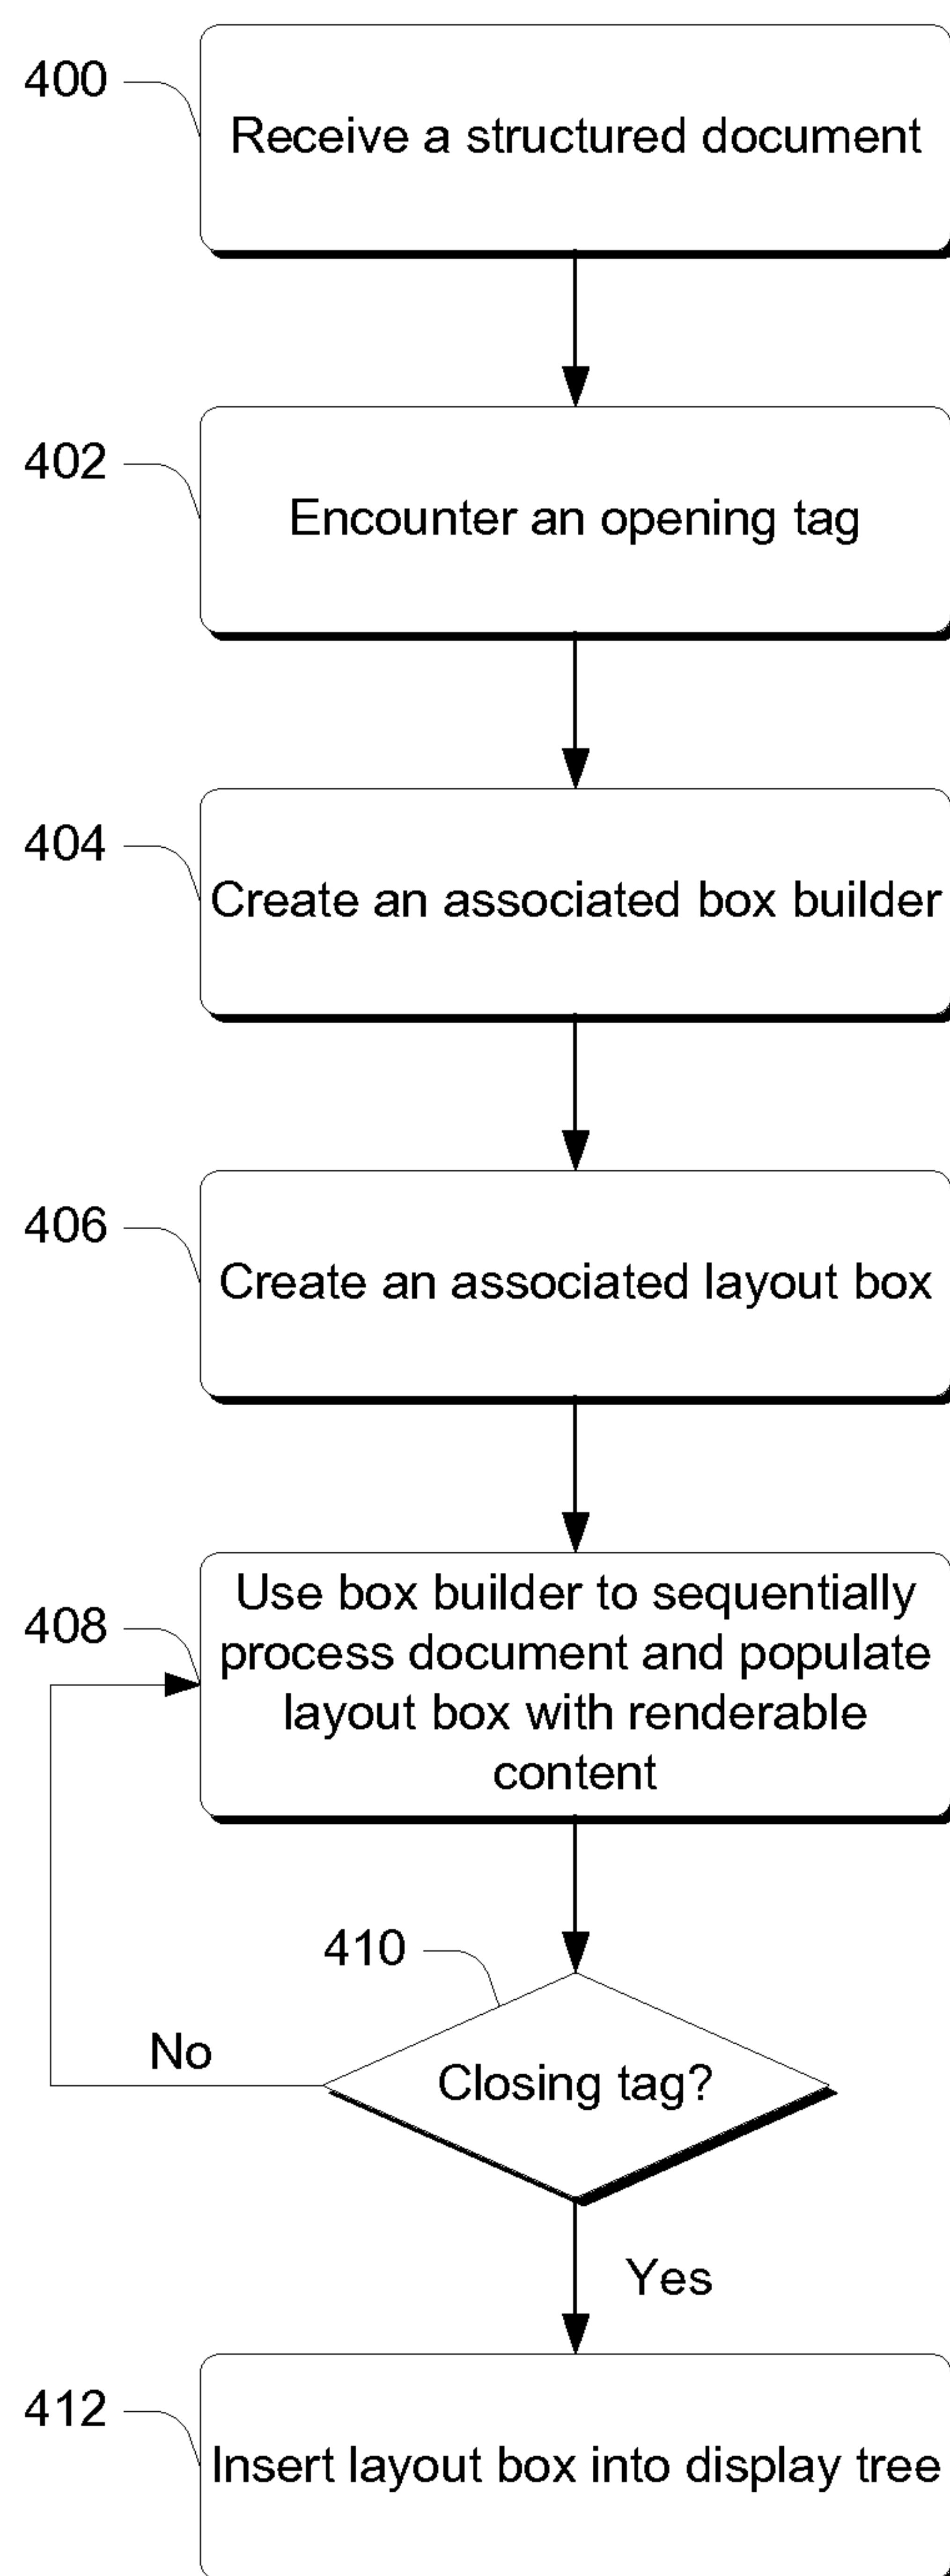 400
Receive a structured document
402
Encounter an opening tag
404
Create an associated box builder
406
Create an associated layout box
408
Use box builder to sequentially
process document and populate
layout box with renderable
content
410
Closing tag?
No
Yes
412
Insert layout box into display tree